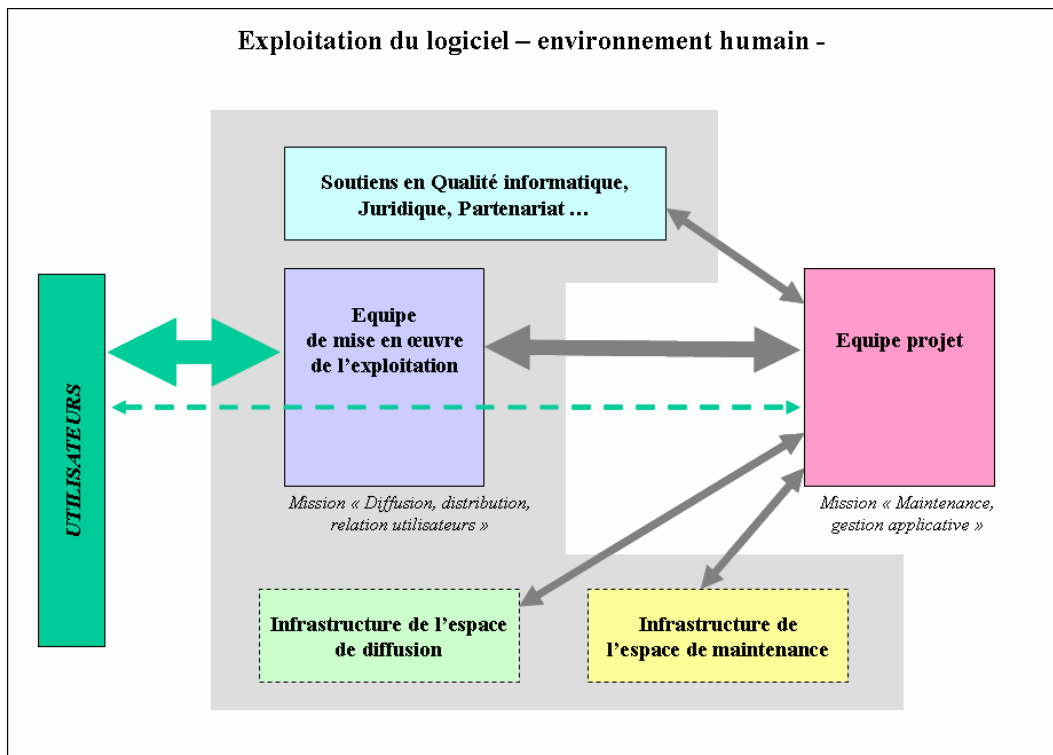 Exploitation du logiciel – environnement humain -
Soutiens en Qualité informatique,
Juridique, Partenariat …
UTILISATEURS
Equipe
de mise en œuvre
de l’exploitation
Equipe projet
Mission « Diffusion, distribution,
relation utilisateurs »
Mission « Maintenance,
gestion applicative »
Infrastructure de l’espace
de diffusion
Infrastructure de
l’espace de maintenance